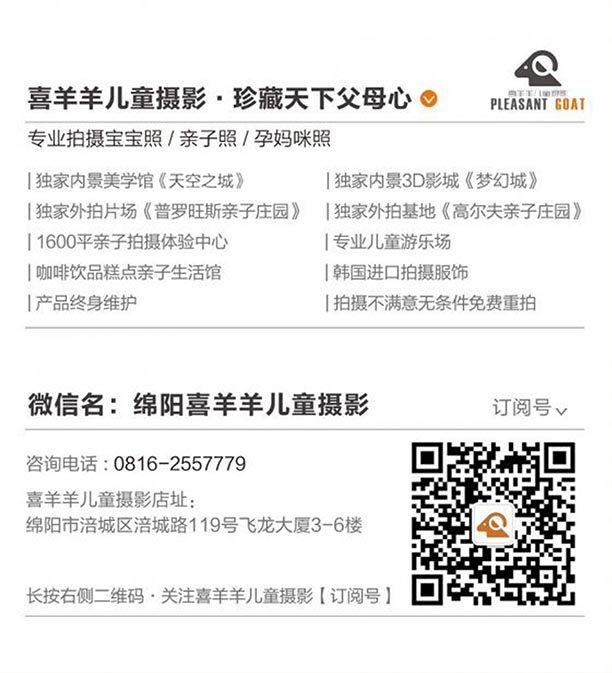 喜羊羊儿童摄影
PLEASANT GOAT
喜羊羊儿童摄影·珍藏天下父母心
专业拍摄宝宝照 / 亲子照 / 孕妈咪照
|独家内景美学馆《天空之城》 |独家内景3D影城《梦幻城》
|独家外拍片场《普罗旺斯亲子庄园》 |独家外拍基地《高尔夫亲子庄园》
|1600平亲子拍摄体验中心 |专业儿童游乐场
|咖啡饮品糕点亲子生活馆 |韩国进口拍摄服饰
|产品终身维护 |拍摄不满意无条件免费重拍
微信名：绵阳喜羊羊儿童摄影 订阅号
咨询电话：0816-2557779
喜羊羊儿童摄影店址：
绵阳市涪城区涪城路119号飞龙大厦3-6楼
长按右侧二维码·关注喜羊羊儿童摄影【订阅号】